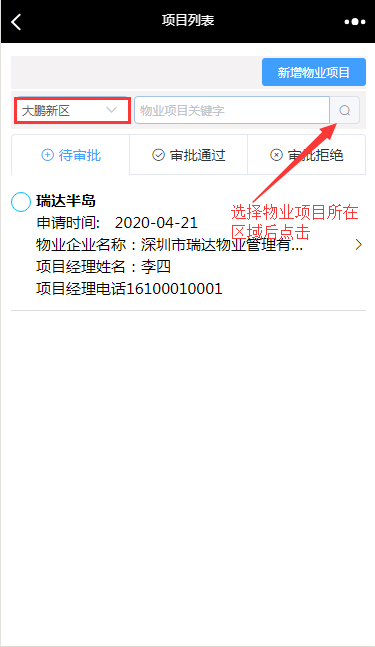 项目列表
新增物业项目
大鹏新区
物业项目关键字
待审批
审批通过
审批拒绝
瑞达半岛
申请时间: 2020-04-21
选择物业项目所在
区域后点击
物业企业名称：深圳市瑞达物业管理有...
项目经理姓名：李四
项目经理电话16100010001